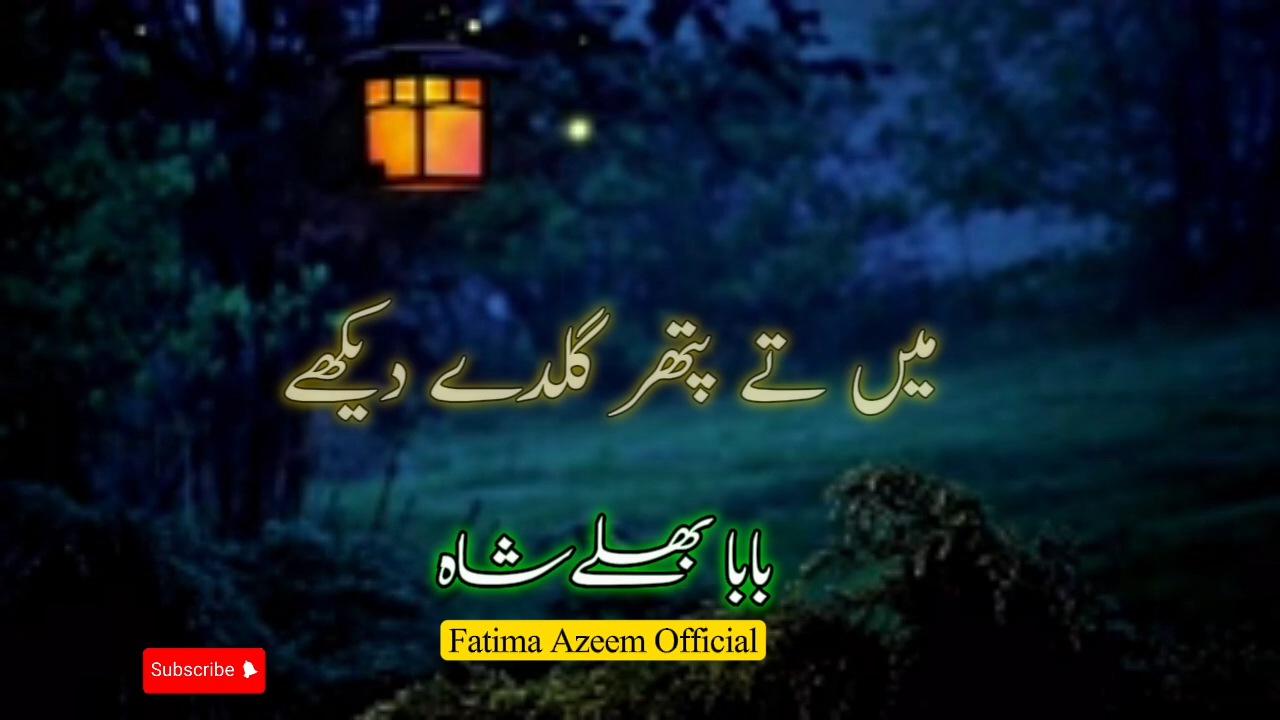 میں تے پتھر گلدے دیکھے
بابا بھلے شاہ
Fatima Azeem Official
Subscribe